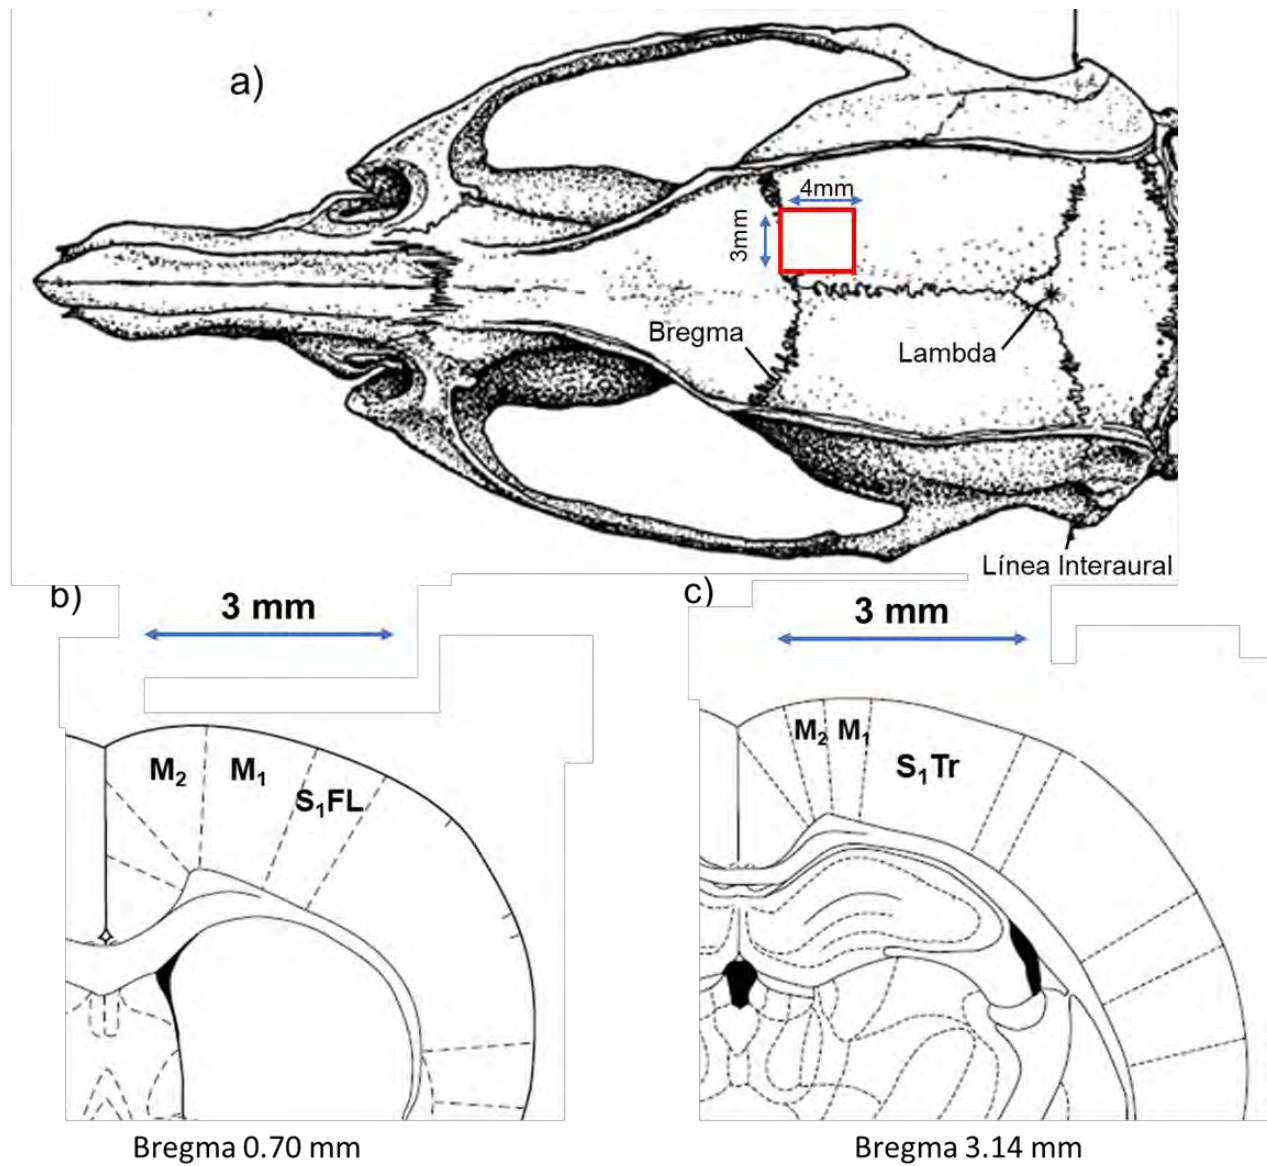 a)
4mm
3mm
Bregma
Lambda
Línea Interaural
b)
3 mm
M2
M1
S1FL
Bregma 0.70 mm
c)
3 mm
M2
M1
S1Tr
Bregma 3.14 mm